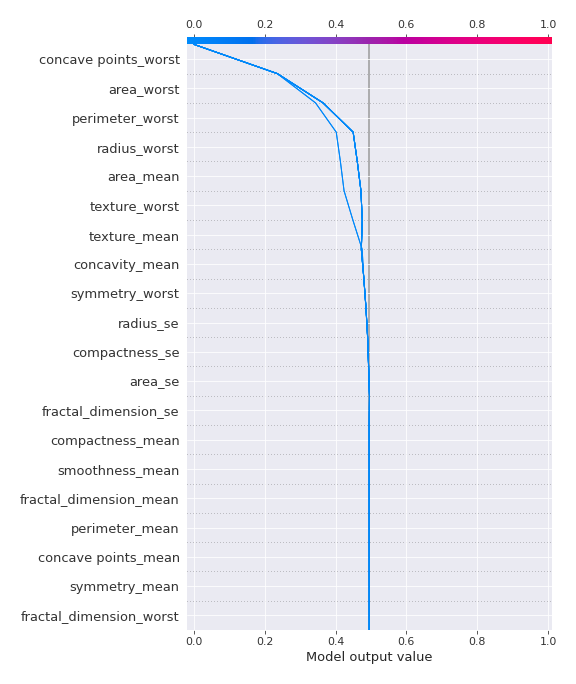 0.0 0.2 0.4 0.6 0.8 1.0
concave points_worst
area_worst
perimeter_worst
radius_worst
area_mean
texture_worst
texture_mean
concavity_mean
symmetry_worst
radius_se
compactness_se
area_se
fractal_dimension_se
compactness_mean
smoothness_mean
fractal_dimension_mean
perimeter_mean
concave points_mean
symmetry_mean
fractal_dimension_worst
0.0 0.2 0.4 0.6 0.8 1.0
Model output value